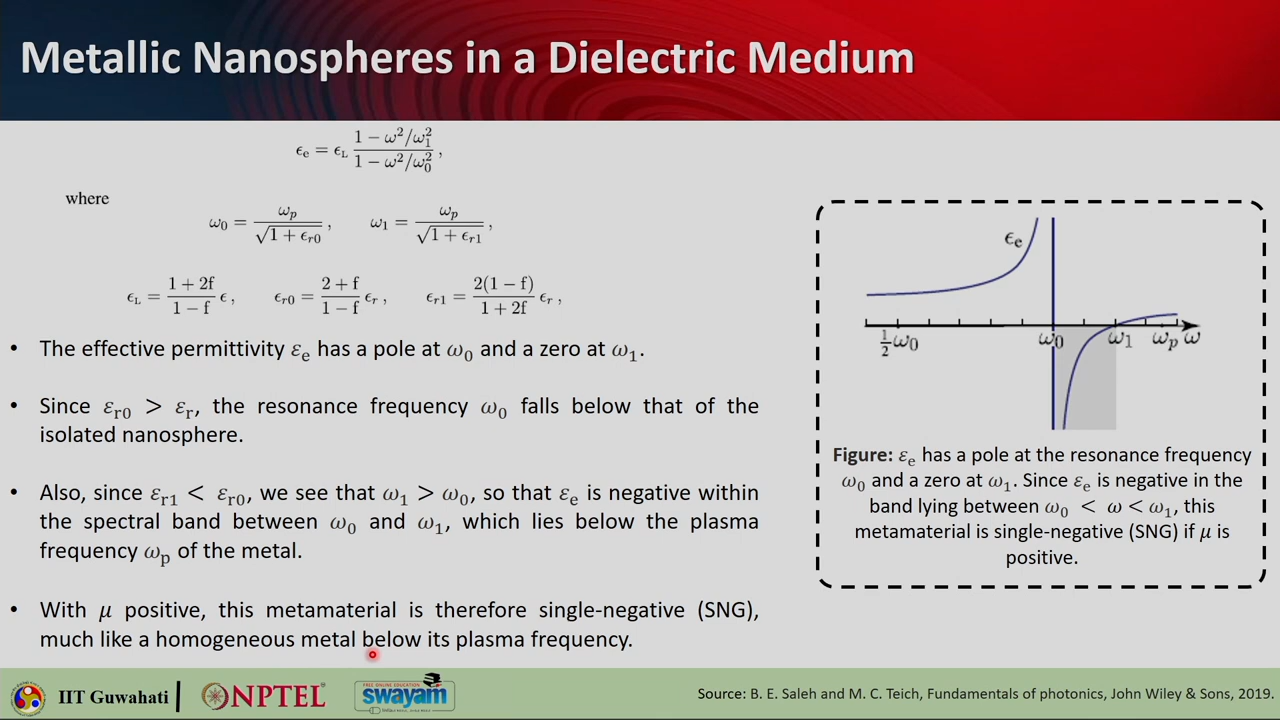 Metallic Nanospheres in a Dielectric Medium
ϵₑ = ϵ_L (1 − ω²/ω₁²)/(1 − ω²/ω₀²) ,
where
ω₀ = ωₚ/√(1 + ϵᵣ₀) , ω₁ = ωₚ/√(1 + ϵᵣ₁) ,
ϵ_L = (1 + 2f)/(1 − f) ϵ , ϵᵣ₀ = (2 + f)/(1 − f) ϵᵣ , ϵᵣ₁ = 2(1 − f)/(1 + 2f) ϵᵣ ,
• The effective permittivity εₑ has a pole at ω₀ and a zero at ω₁.
• Since εᵣ₀ > εᵣ, the resonance frequency ω₀ falls below that of the
isolated nanosphere.
• Also, since εᵣ₁ < εᵣ₀, we see that ω₁ > ω₀, so that εₑ is negative within
the spectral band between ω₀ and ω₁, which lies below the plasma
frequency ωₚ of the metal.
• With μ positive, this metamaterial is therefore single-negative (SNG),
much like a homogeneous metal below its plasma frequency.
ϵₑ
½ω₀ ω₀ ω₁ ωₚ ω
Figure: εₑ has a pole at the resonance frequency
ω₀ and a zero at ω₁. Since εₑ is negative in the
band lying between ω₀ < ω < ω₁, this
metamaterial is single-negative (SNG) if μ is
positive.
IIT Guwahati
NPTEL
FREE ONLINE EDUCATION
swayam
Source: B. E. Saleh and M. C. Teich, Fundamentals of photonics, John Wiley & Sons, 2019.